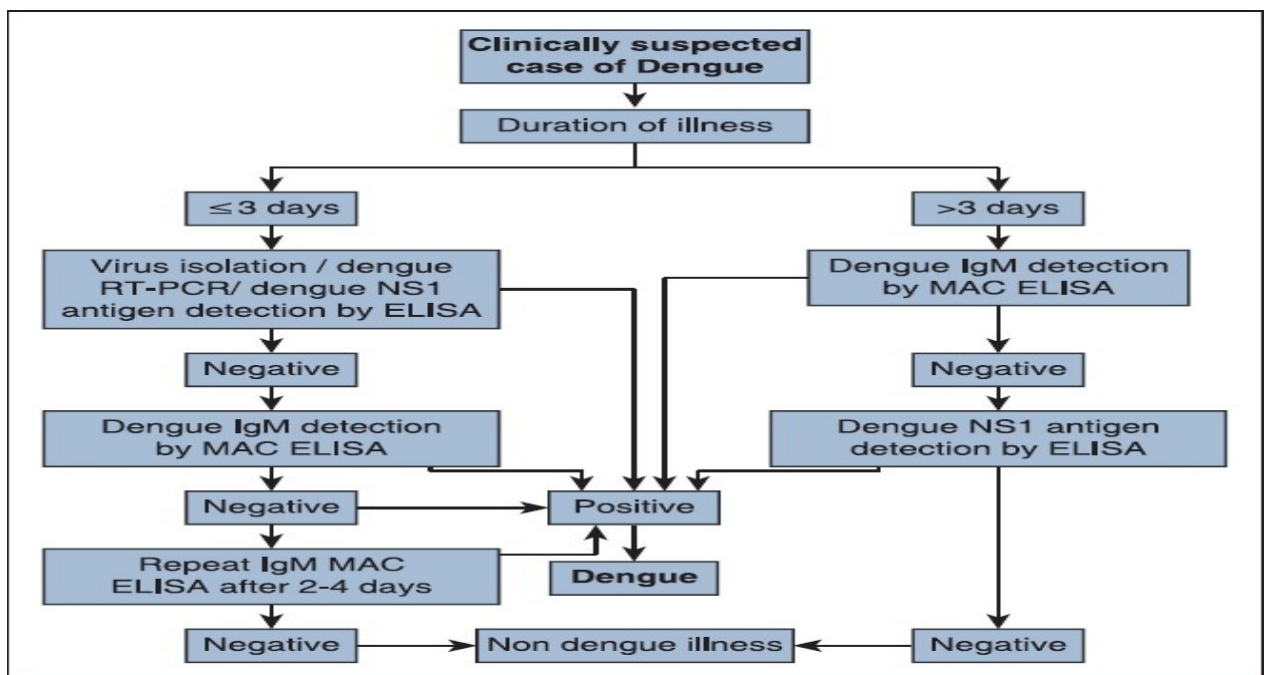 Clinically suspected
case of Dengue
Duration of illness
≤3 days
>3 days
Virus isolation / dengue
RT-PCR/ dengue NS1
antigen detection by ELISA
Dengue IgM detection
by MAC ELISA
Negative
Negative
Dengue IgM detection
by MAC ELISA
Dengue NS1 antigen
detection by ELISA
Negative
Positive
Repeat IgM MAC
ELISA after 2-4 days
Dengue
Negative
Non dengue illness
Negative